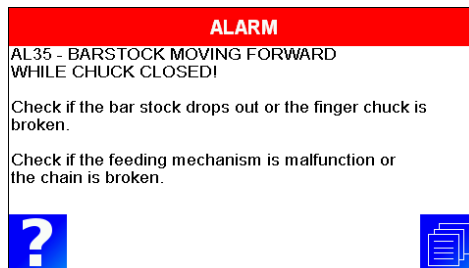 ALARM
AL35 - BARSTOCK MOVING FORWARD
WHILE CHUCK CLOSED!
Check if the bar stock drops out or the finger chuck is
broken.
Check if the feeding mechanism is malfunction or
the chain is broken.
?